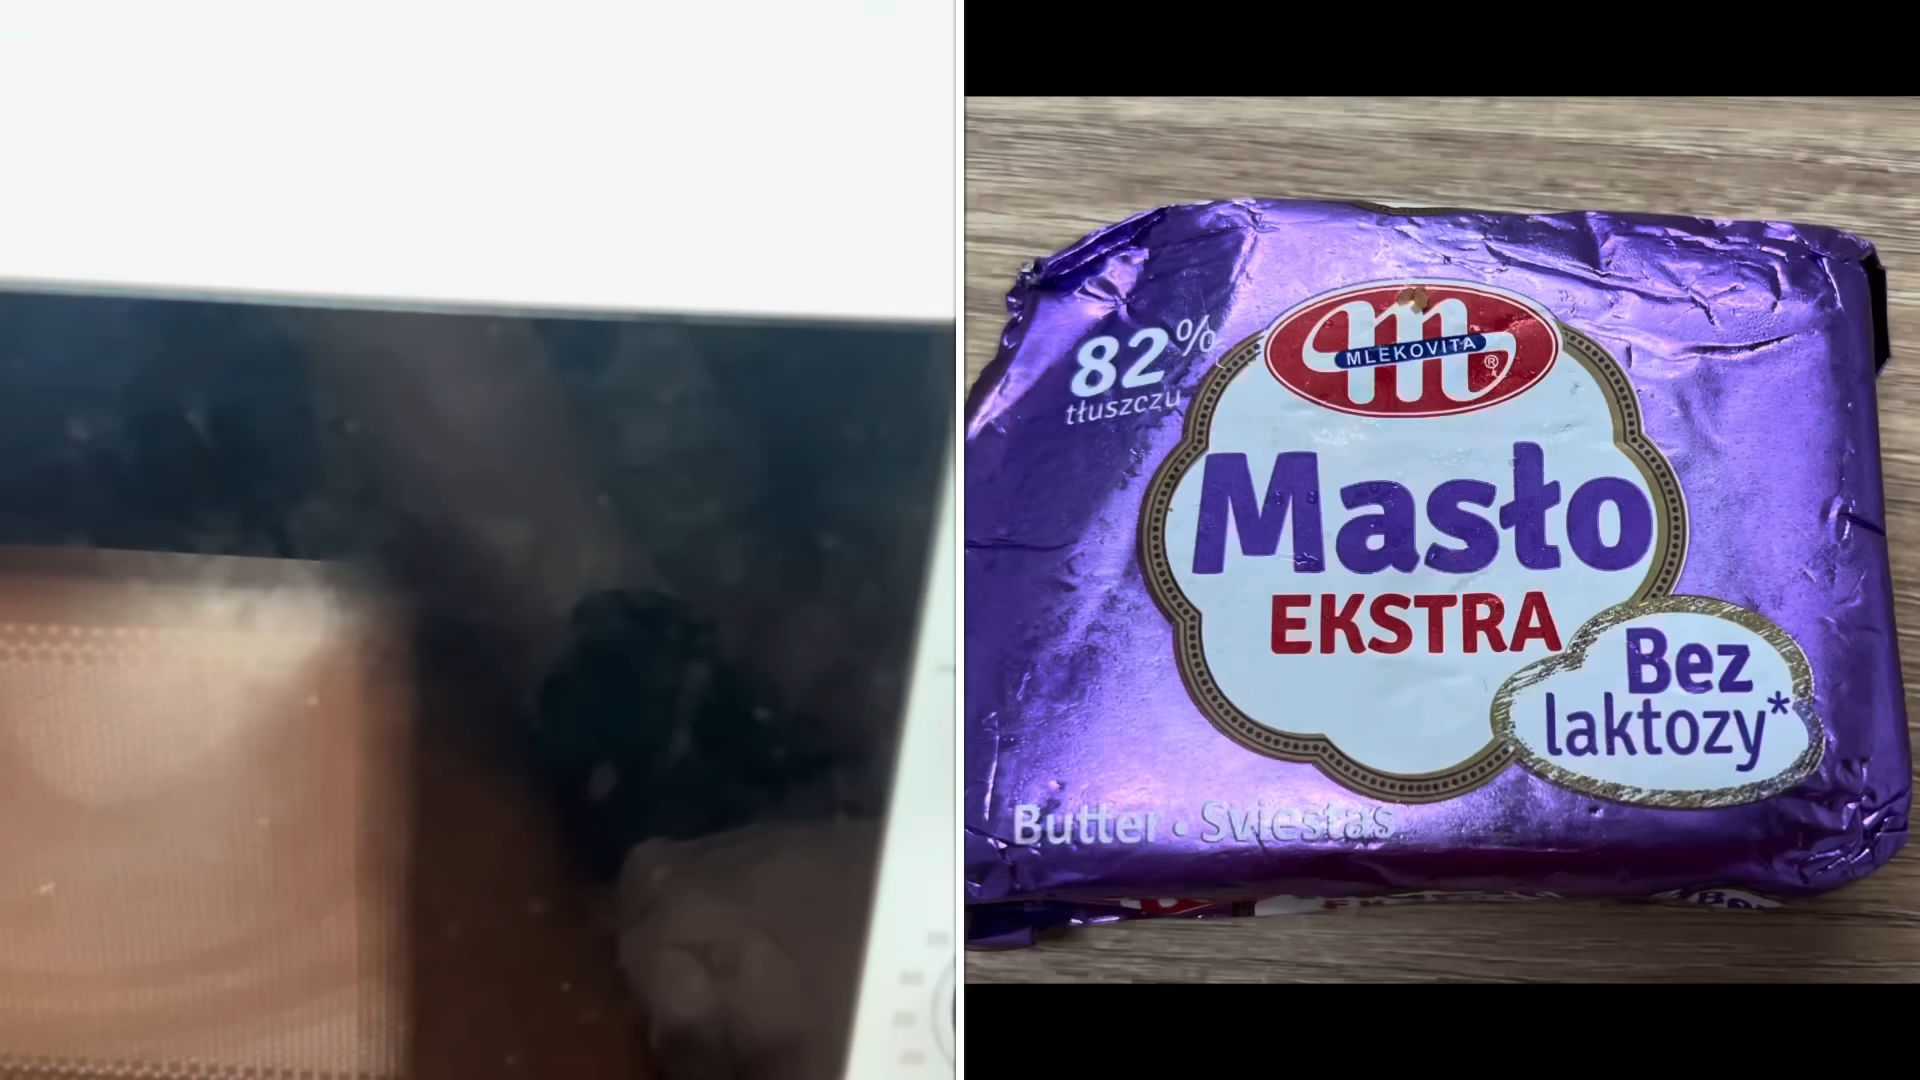 82%
tłuszczu
MLEKOVITA
®
Masło
EKSTRA
Bez
laktozy*
Butter • Sviestas